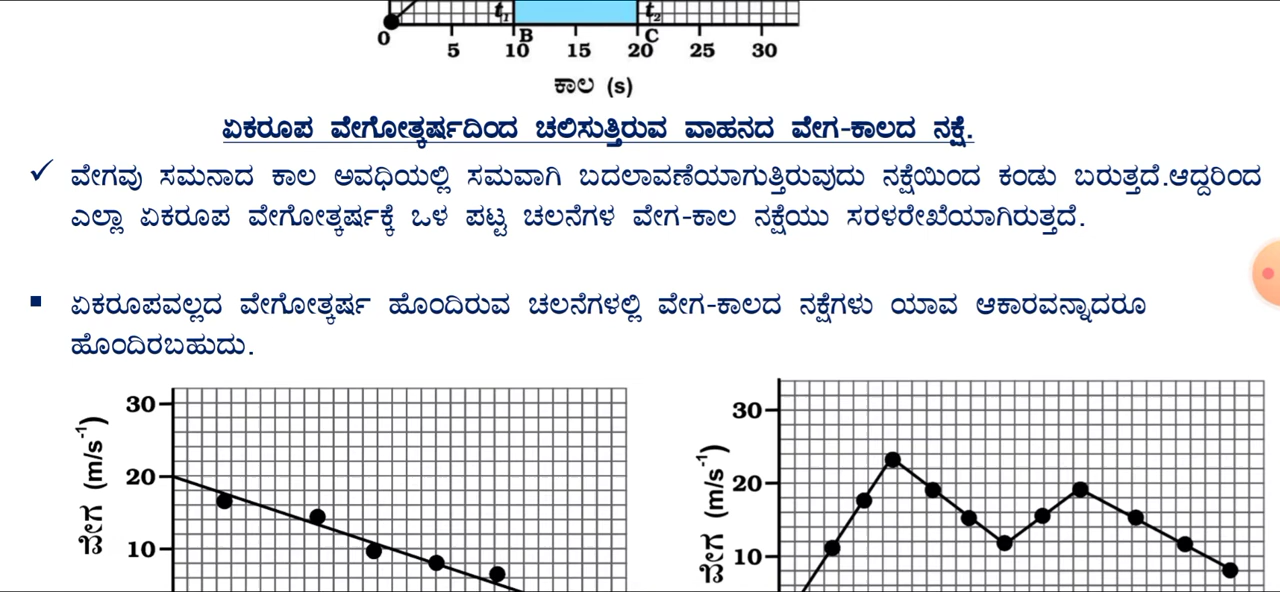 t₁ t₂
0 5 10 15 20 25 30
B C
ಕಾಲ (s)
ಏಕರೂಪ ವೇಗೋತ್ಕರ್ಷದಿಂದ ಚಲಿಸುತ್ತಿರುವ ವಾಹನದ ವೇಗ-ಕಾಲದ ನಕ್ಷೆ.
✓ ವೇಗವು ಸಮನಾದ ಕಾಲ ಅವಧಿಯಲ್ಲಿ ಸಮವಾಗಿ ಬದಲಾವಣೆಯಾಗುತ್ತಿರುವುದು ನಕ್ಷೆಯಿಂದ ಕಂಡು ಬರುತ್ತದೆ.ಆದ್ದರಿಂದ
ಎಲ್ಲಾ ಏಕರೂಪ ವೇಗೋತ್ಕರ್ಷಕ್ಕೆ ಒಳ ಪಟ್ಟ ಚಲನೆಗಳ ವೇಗ-ಕಾಲ ನಕ್ಷೆಯು ಸರಳರೇಖೆಯಾಗಿರುತ್ತದೆ.
▪ ಏಕರೂಪವಲ್ಲದ ವೇಗೋತ್ಕರ್ಷ ಹೊಂದಿರುವ ಚಲನೆಗಳಲ್ಲಿ ವೇಗ-ಕಾಲದ ನಕ್ಷೆಗಳು ಯಾವ ಆಕಾರವನ್ನಾದರೂ
ಹೊಂದಿರಬಹುದು.
30
20
10
ವೇಗ (m/s⁻¹)
30
20
10
ವೇಗ (m/s⁻¹)